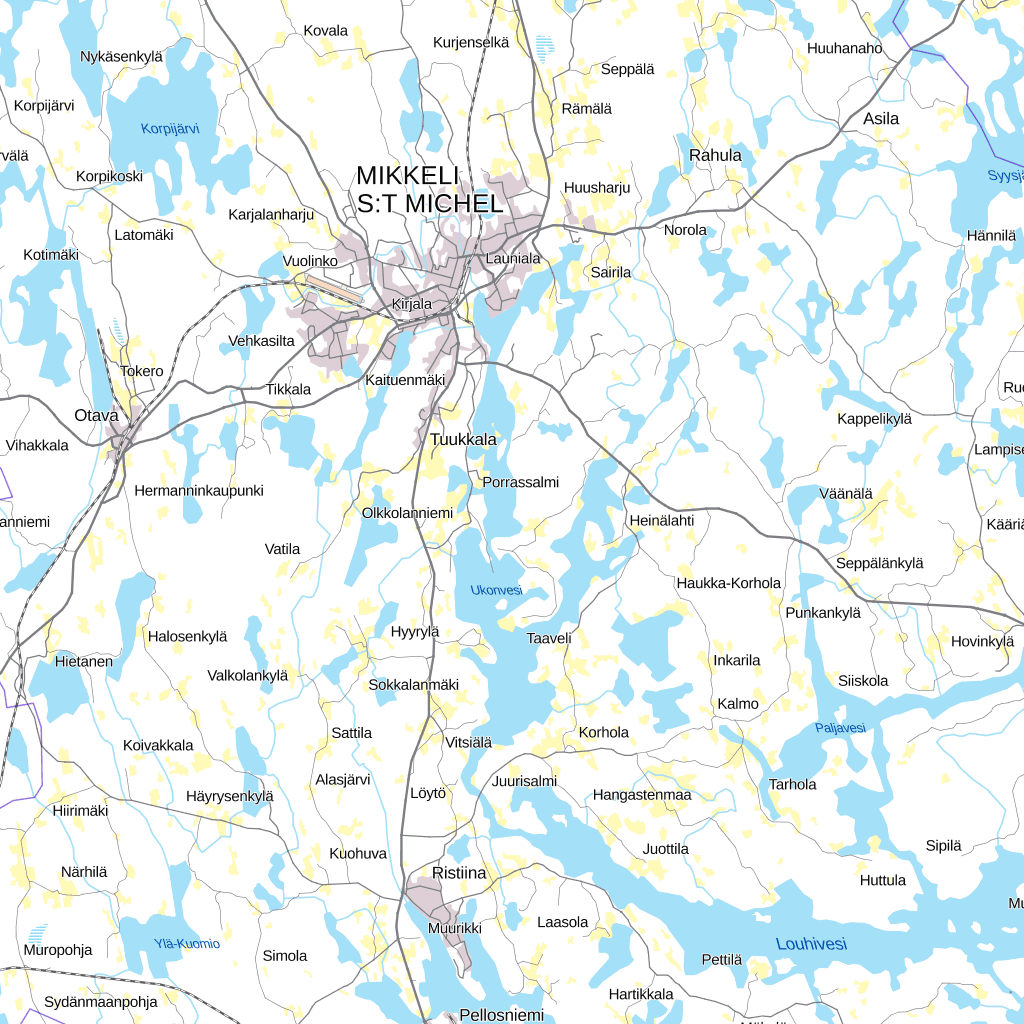 Kovala
Kurjenselkä
Huuhanaho
Nykäsenkylä
Seppälä
Korpijärvi
Rämälä
Asila
Korpijärvi
Rahula
MIKKELI
Korpikoski
S:T MICHEL
Huusharju
Karjalanharju
Latomäki
Norola
Hännilä
Kotimäki
Vuolinko
Launiala
Sairila
Kirjala
Vehkasilta
Tokero
Kaituenmäki
Tikkala
Otava
Kappelikylä
Vihakkala
Tuukkala
Porrassalmi
Hermanninkaupunki
Väänälä
Olkkolanniemi
Heinälahti
anniemi
Vatila
Seppälänkylä
Haukka-Korhola
Ukonvesi
Punkankylä
Hyyrylä
Taaveli
Halosenkylä
Hovinkylä
Hietanen
Inkarila
Valkolankylä
Siiskola
Sokkalanmäki
Kalmo
Paljavesi
Sattila
Korhola
Vitsiälä
Koivakkala
Alasjärvi
Juurisalmi
Tarhola
Häyrysenkylä
Löytö
Hangastenmaa
Hiirimäki
Sipilä
Juottila
Kuohuva
Närhilä
Ristiina
Huttula
Laasola
Muurikki
Ylä-Kuomio
Louhivesi
Muropohja
Simola
Pettilä
Hartikkala
Sydänmaanpohja
Pellosniemi